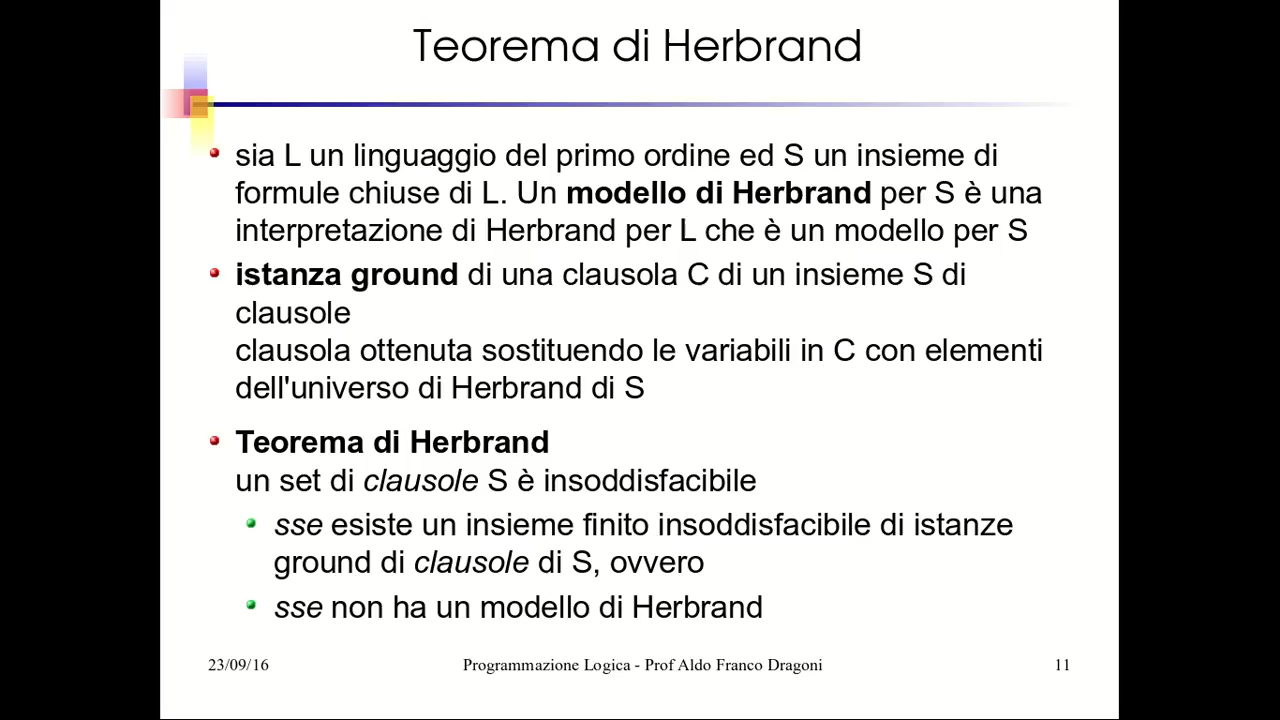 Teorema di Herbrand
sia L un linguaggio del primo ordine ed S un insieme di
formule chiuse di L. Un modello di Herbrand per S è una
interpretazione di Herbrand per L che è un modello per S
istanza ground di una clausola C di un insieme S di
clausole
clausola ottenuta sostituendo le variabili in C con elementi
dell'universo di Herbrand di S
Teorema di Herbrand
un set di clausole S è insoddisfacibile
sse esiste un insieme finito insoddisfacibile di istanze
ground di clausole di S, ovvero
sse non ha un modello di Herbrand
23/09/16 Programmazione Logica - Prof Aldo Franco Dragoni 11